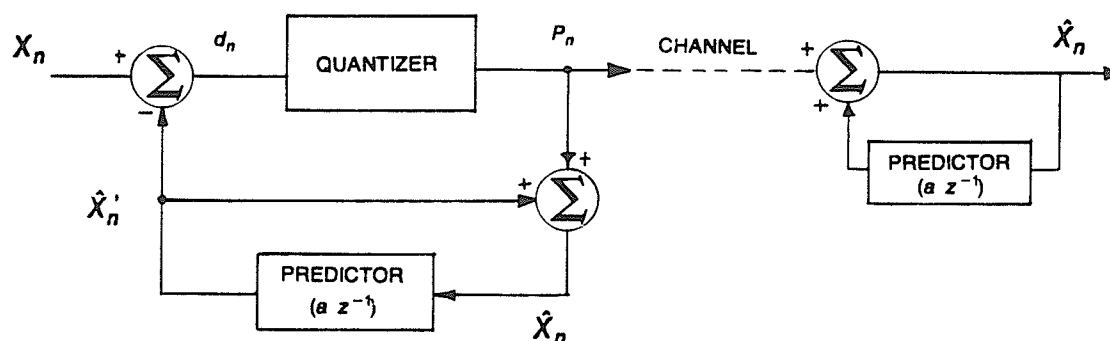 X_n
+
Σ
−
d_n
QUANTIZER
P_n
CHANNEL
+
+
Σ
X̂_n
PREDICTOR
(a z⁻¹)
+
+
Σ
X̂_n'
PREDICTOR
(a z⁻¹)
X̂_n